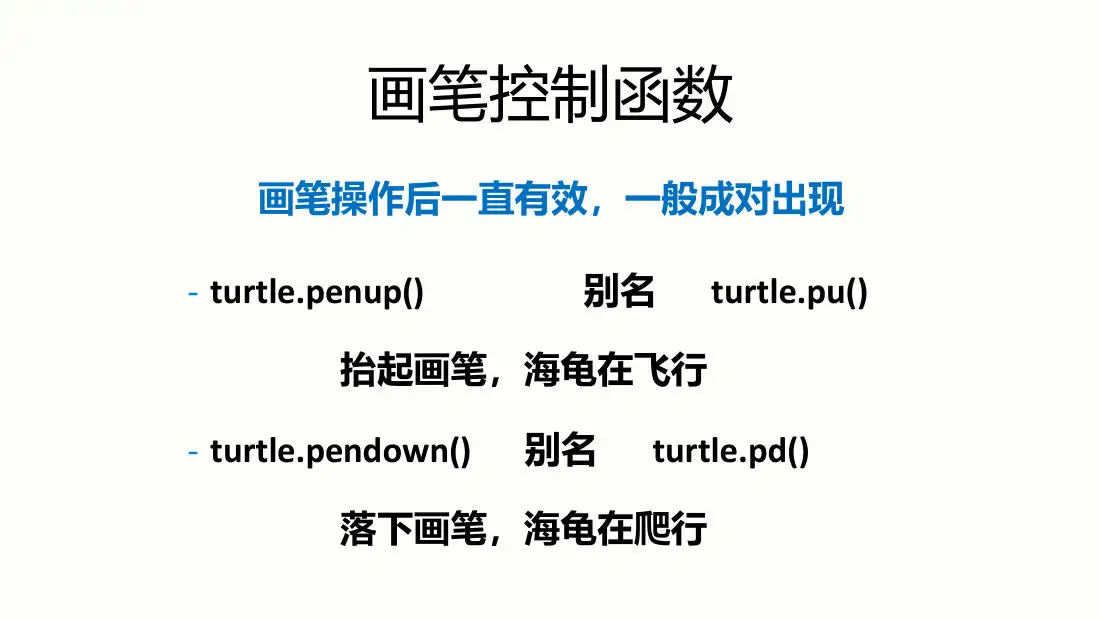 画笔控制函数
画笔操作后一直有效，一般成对出现
- turtle.penup() 别名 turtle.pu()
抬起画笔，海龟在飞行
- turtle.pendown() 别名 turtle.pd()
落下画笔，海龟在爬行